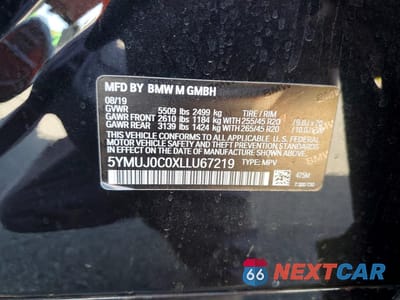 MFD BY BMW M GMBH
08/19
GVWR 5509 lbs 2499 kg TIRE / RIM
GAWR FRONT 2610 lbs 1184 kg WITH 255/45 R20
GAWR REAR 3139 lbs 1424 kg WITH 265/45 R20
THIS VEHICLE CONFORMS TO ALL APPLICABLE U.S. FEDERAL
MOTOR VEHICLE SAFETY, BUMPER, AND THEFT PREVENTION
STANDARDS IN EFFECT ON THE DATE OF MANUFACTURE SHOWN ABOVE.
5YMUJ0C0XLLU67219 TYPE: MPV
475M
BMW
66 NEXTCAR